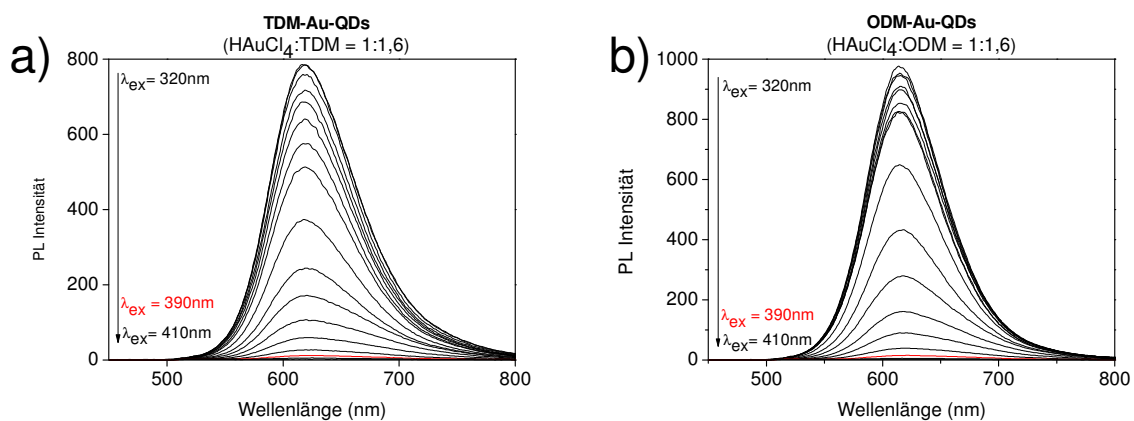 a)
TDM-Au-QDs
(HAuCl4:TDM = 1:1,6)
λex= 320nm
λex = 390nm
λex= 410nm
PL Intensität
800
600
400
200
0
500 600 700 800
Wellenlänge (nm)
b)
ODM-Au-QDs
(HAuCl4:ODM = 1:1,6)
λex= 320nm
λex = 390nm
λex= 410nm
PL Intensität
1000
800
600
400
200
0
500 600 700 800
Wellenlänge (nm)